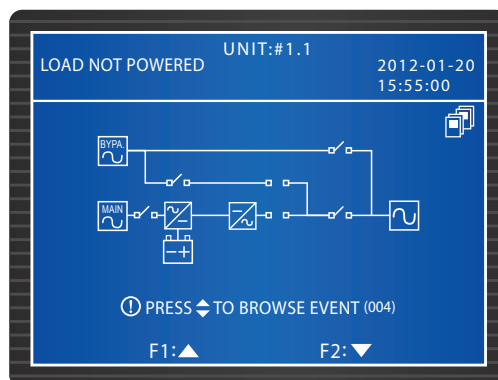 UNIT:#1.1
LOAD NOT POWERED
2012-01-20
15:55:00
BYPA.
MAIN
PRESS TO BROWSE EVENT (004)
F1: F2: